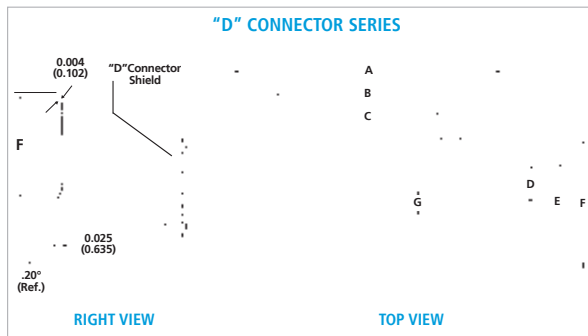 “D” CONNECTOR SERIES
0.004
(0.102)
“D”Connector
Shield
A
B
C
F
D
G
E
F
0.025
(0.635)
.20°
(Ref.)
RIGHT VIEW
TOP VIEW